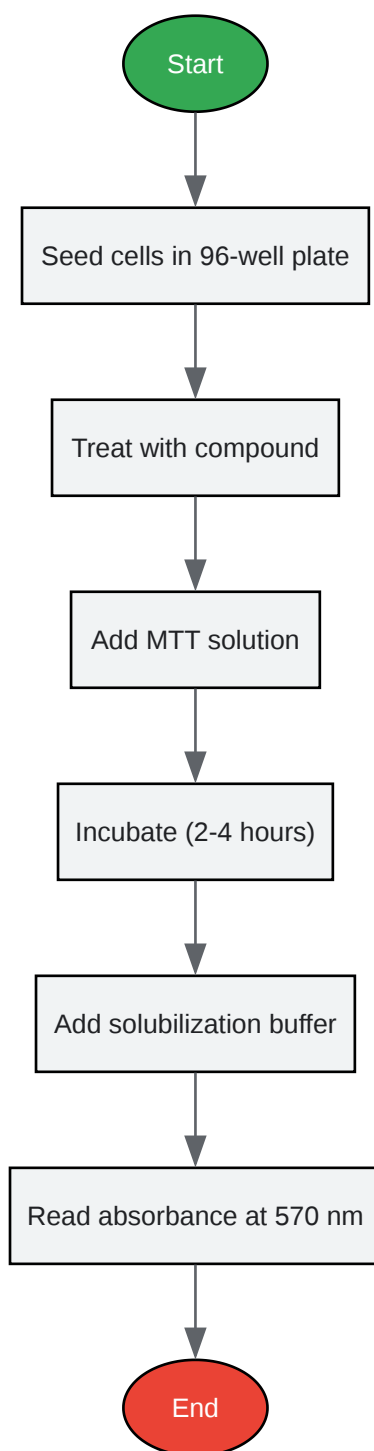 Start
Seed cells in 96-well plate
Treat with compound
Add MTT solution
Incubate (2-4 hours)
Add solubilization buffer
Read absorbance at 570 nm
End